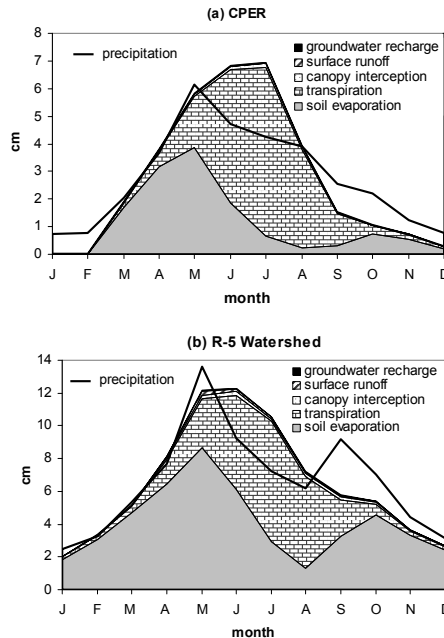 (a) CPER
8
7
6
5
4
3
2
1
0
cm
precipitation
groundwater recharge
surface runoff
canopy interception
transpiration
soil evaporation
J F M A M J J A S O N D
month
(b) R-5 Watershed
14
12
10
8
6
4
2
0
cm
precipitation
groundwater recharge
surface runoff
canopy interception
transpiration
soil evaporation
J F M A M J J A S O N D
month